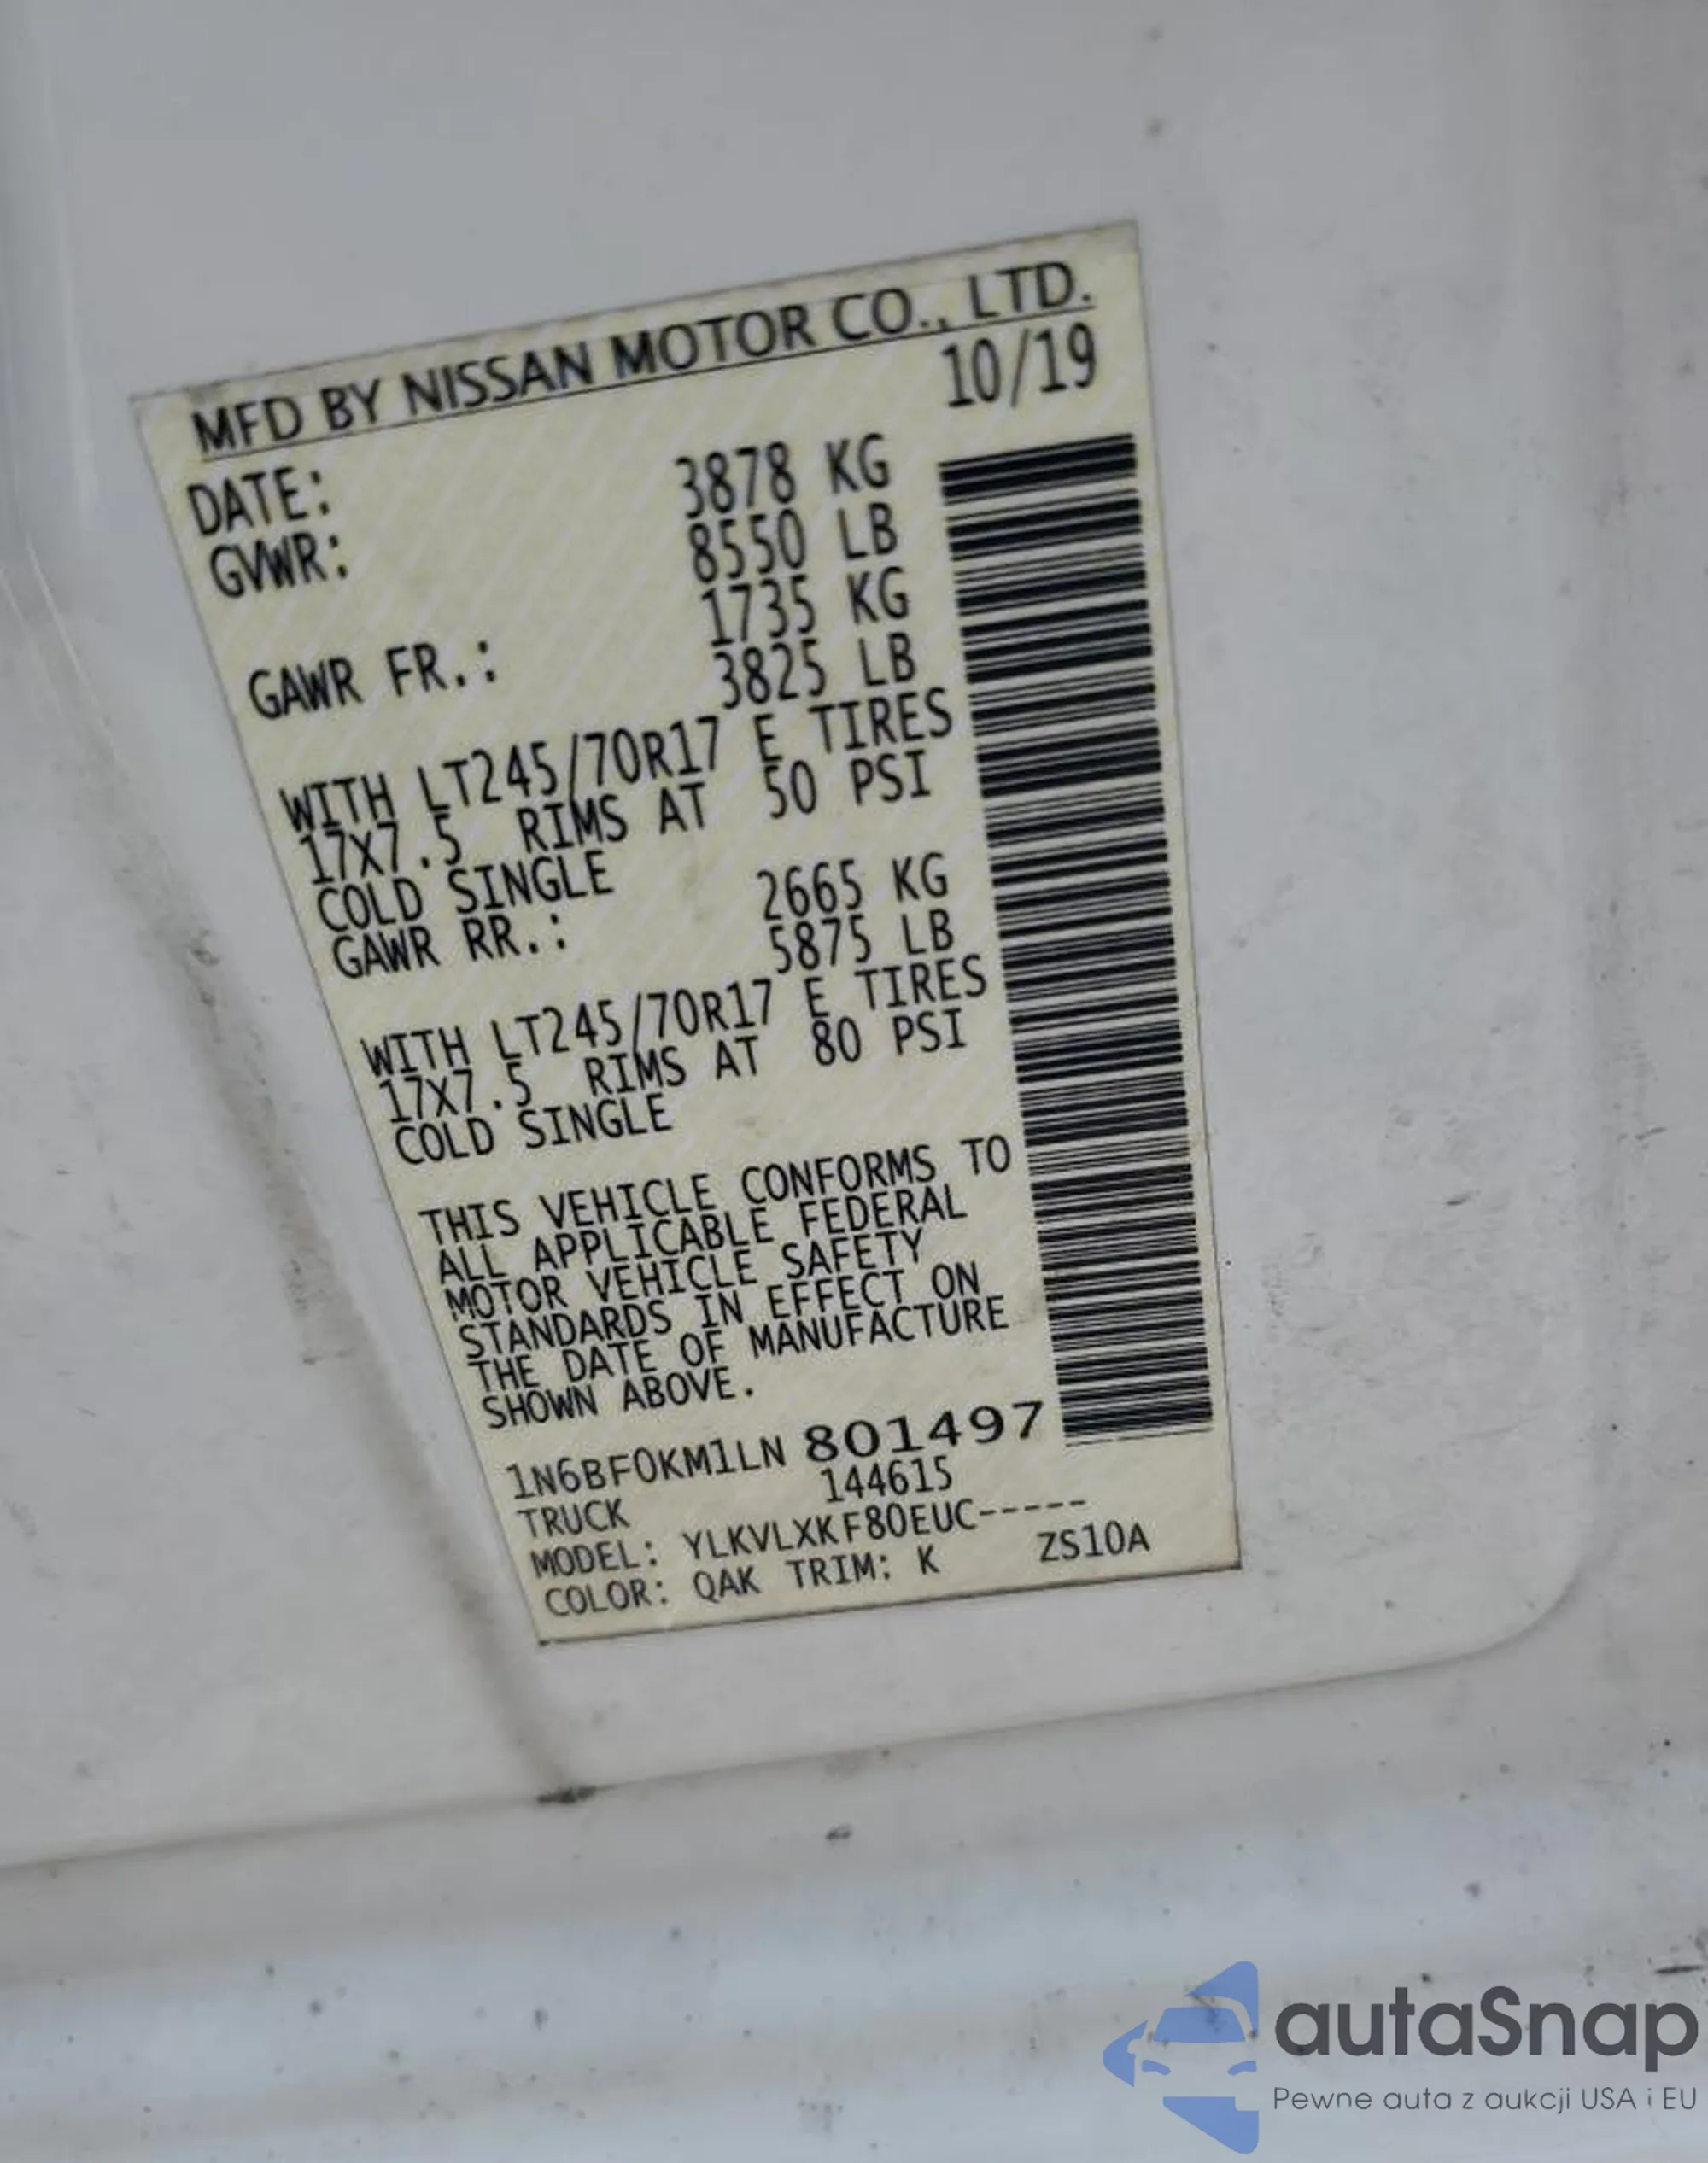 MFD BY NISSAN MOTOR CO., LTD.
DATE: 10/19
GVWR: 3878 KG
8550 LB
GAWR FR.: 1735 KG
3825 LB
WITH LT245/70R17 E TIRES
17X7.5 RIMS AT 50 PSI
COLD SINGLE
GAWR RR.: 2665 KG
5875 LB
WITH LT245/70R17 E TIRES
17X7.5 RIMS AT 80 PSI
COLD SINGLE
THIS VEHICLE CONFORMS TO
ALL APPLICABLE FEDERAL
MOTOR VEHICLE SAFETY
STANDARDS IN EFFECT ON
THE DATE OF MANUFACTURE
SHOWN ABOVE.
1N6BF0KM1LN 801497
TRUCK 144615
MODEL: YLKVLXKF80EUC-----
COLOR: QAK TRIM: K ZS10A
autaSnap
Pewne auta z aukcji USA i EU